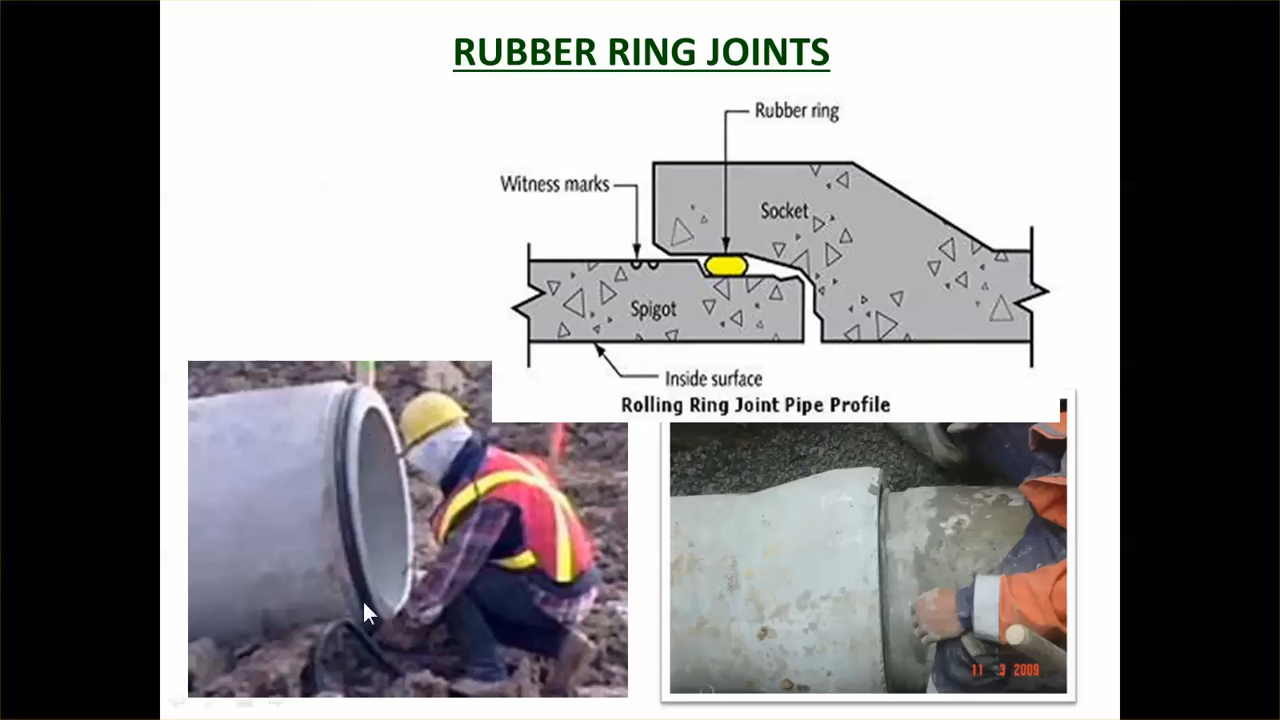 RUBBER RING JOINTS
Rubber ring
Witness marks
Socket
Spigot
Inside surface
Rolling Ring Joint Pipe Profile
11 3 2009